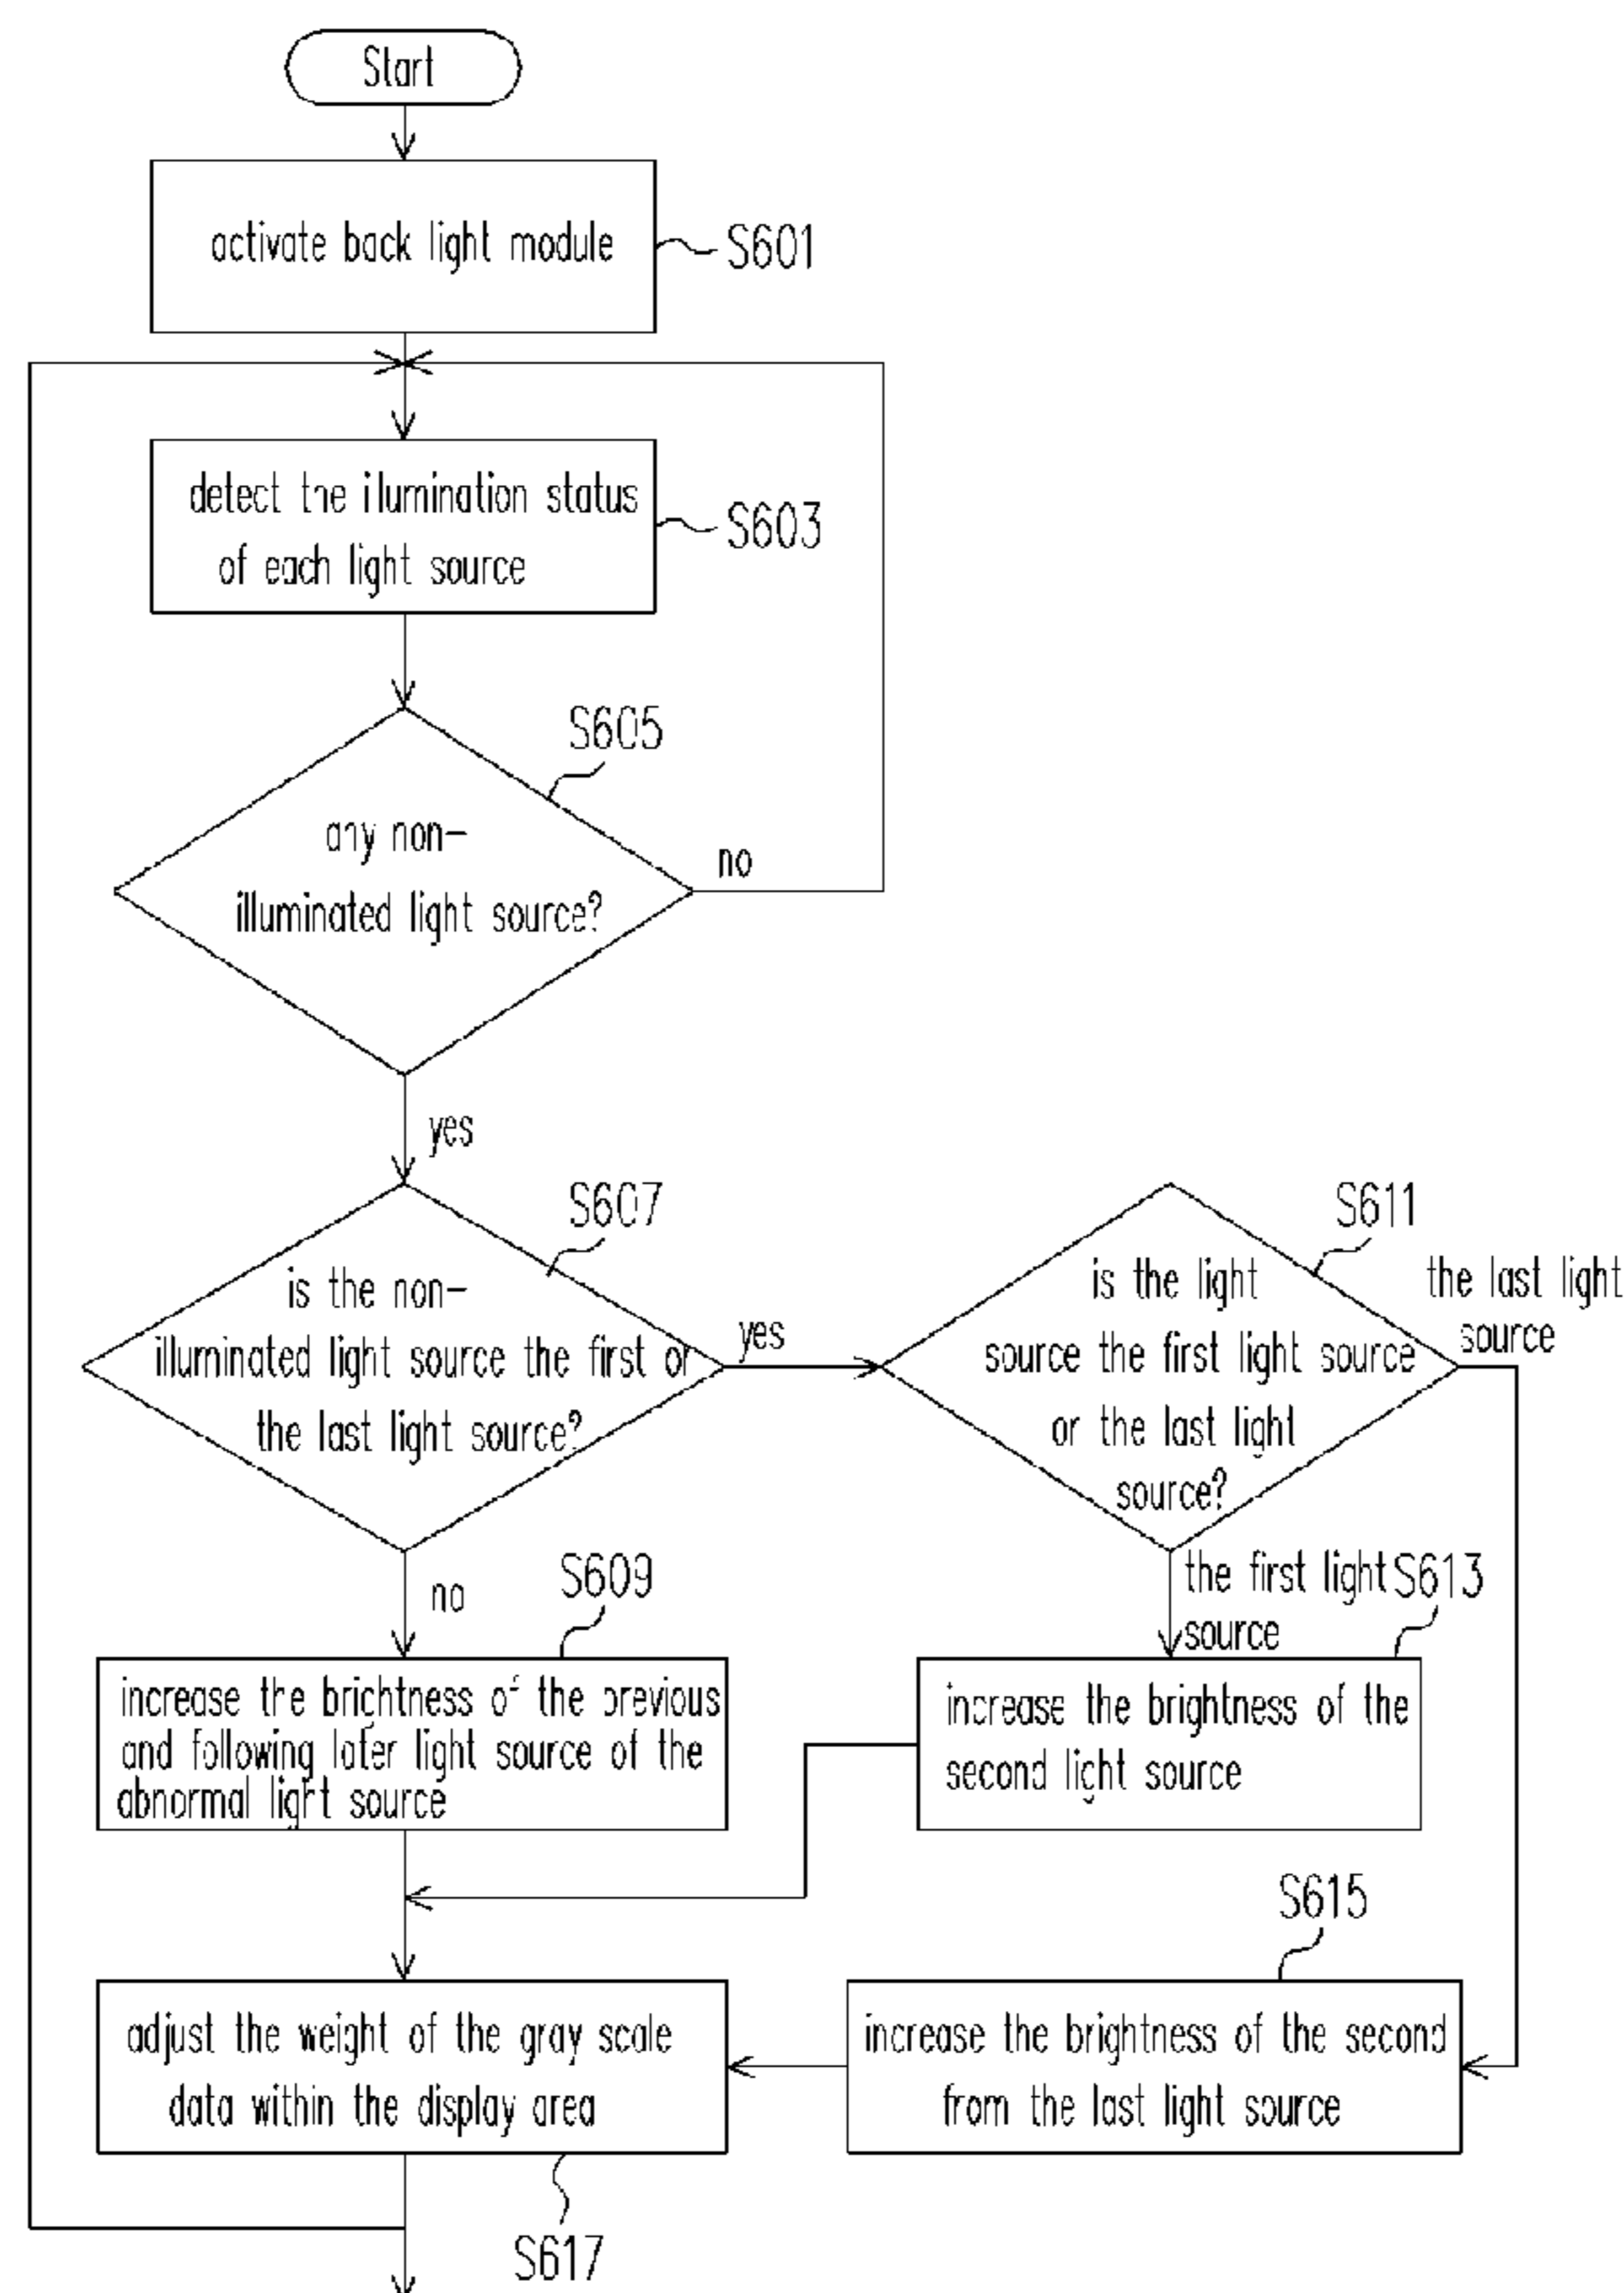 Start
activate back light module
S601
detect the illumination status
of each light source
S603
S605
any non-
illuminated light source?
no
yes
S607
is the non-
illuminated light source the first or
the last light source?
yes
S611
is the light
source the first light source
or the last light
source?
the last light
source
no
S609
the first light
source
S613
increase the brightness of the previous
and following later light source of the
abnormal light source
increase the brightness of the
second light source
S615
adjust the weight of the gray scale
data within the display area
increase the brightness of the second
from the last light source
S617